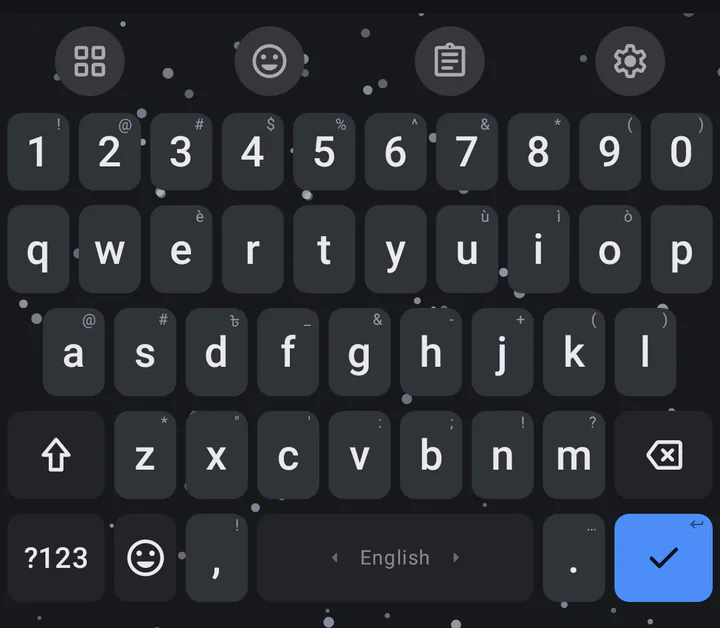 ! @ # $ % ^ & * ( )
1 2 3 4 5 6 7 8 9 0
è ù ì ò
q w e r t y u i o p
@ # ъ _ & - + ( )
a s d f g h j k l
* " ' : ; ! ?
z x c v b n m
! …
?123 , English .